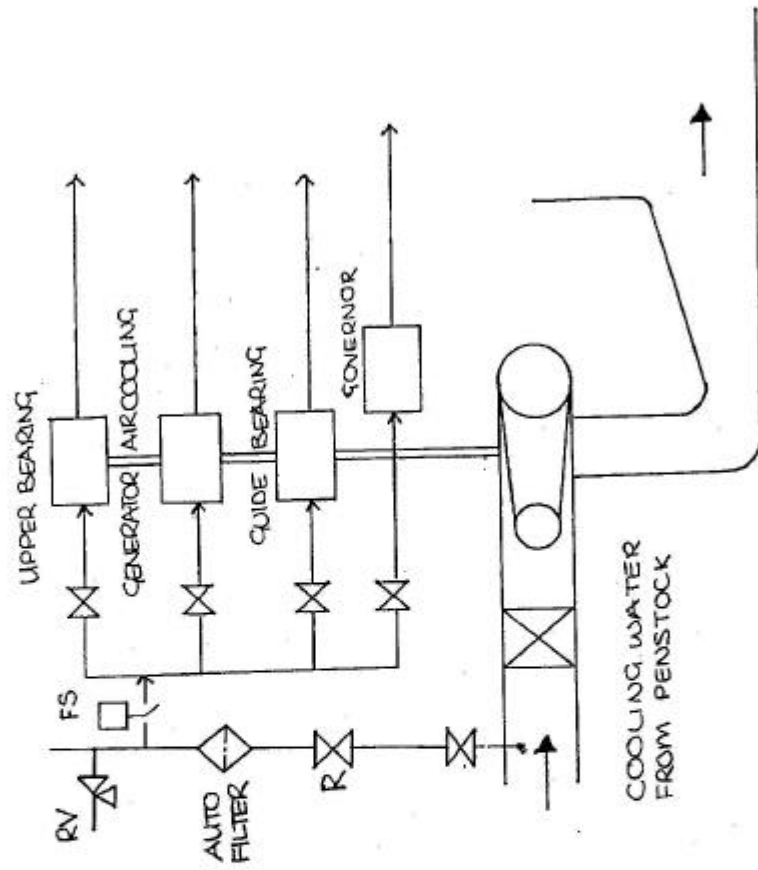 UPPER BEARING
GENERATOR AIRCOOLING
GUIDE BEARING
GOVERNOR
FS
RV
AUTO
FILTER
R
COOLING WATER
FROM PENSTOCK